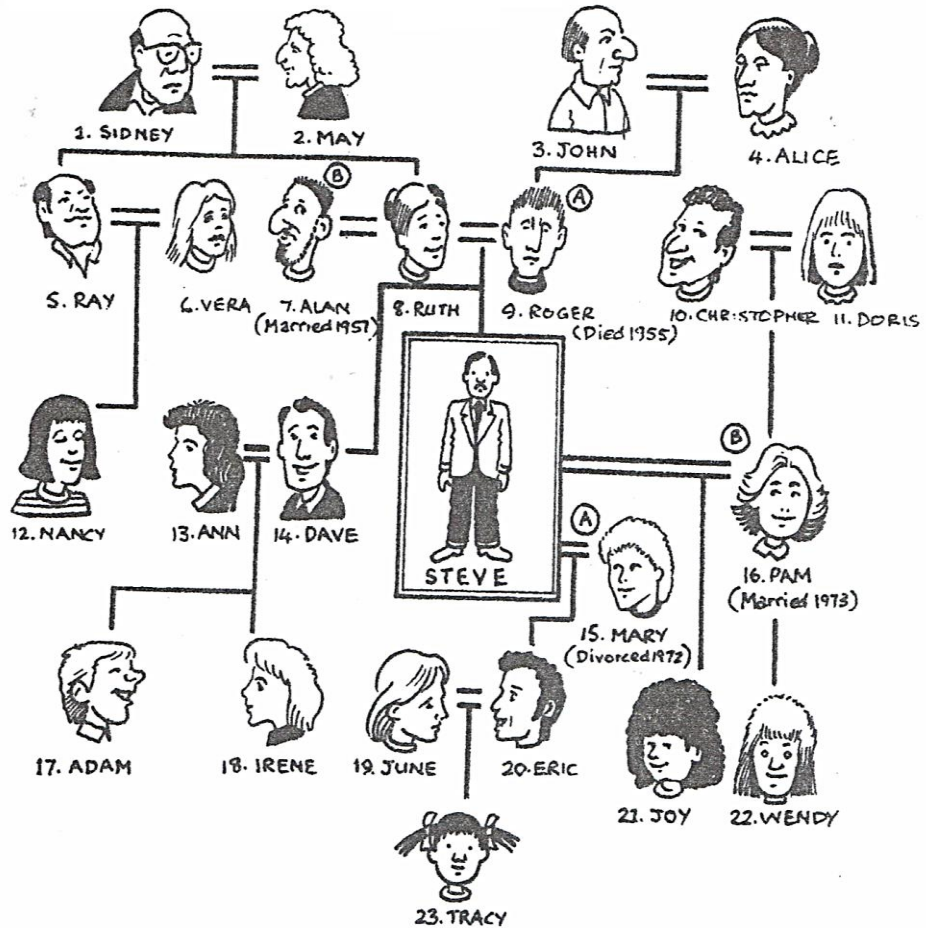 1. SIDNEY
2. MAY
3. JOHN
4. ALICE
B
A
5. RAY
6. VERA
7. ALAN
(Married 1957)
8. RUTH
9. ROGER
(Died 1955)
10. CHRISTOPHER
11. DORIS
B
12. NANCY
13. ANN
14. DAVE
STEVE
A
15. MARY
(Divorced 1972)
16. PAM
(Married 1973)
17. ADAM
18. IRENE
19. JUNE
20. ERIC
21. JOY
22. WENDY
23. TRACY